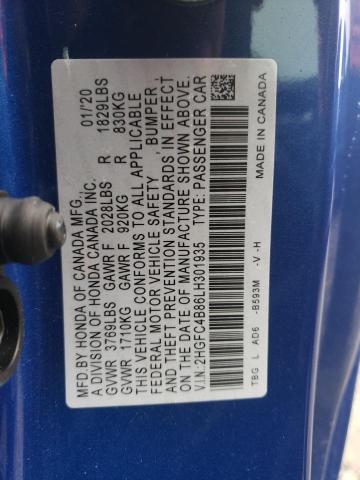 MFD. BY HONDA OF CANADA MFG. 01/20
A DIVISION OF HONDA CANADA INC.
GVWR 3769LBS GAWR F 2028LBS R 1829LBS
GVWR 1710KG GAWR F 920KG R 830KG
THIS VEHICLE CONFORMS TO ALL APPLICABLE
FEDERAL MOTOR VEHICLE SAFETY, BUMPER,
AND THEFT PREVENTION STANDARDS IN EFFECT
ON THE DATE OF MANUFACTURE SHOWN ABOVE.
V.I.N.:2HGFC4B86LH301935 TYPE: PASSENGER CAR
TBG L AD6 -B593M -V -H MADE IN CANADA